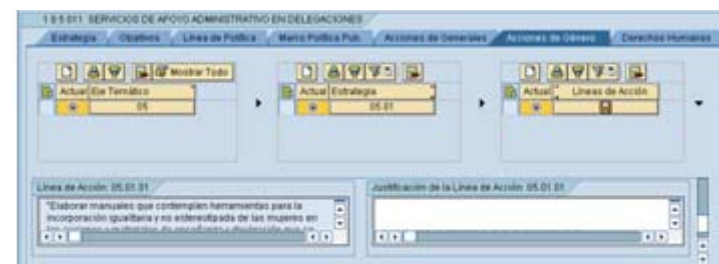 1 8 5 011 SERVICIOS DE APOYO ADMINISTRATIVO EN DELEGACIONES
Estrategia Objetivos Línea de Política Marco Política Pub. Acciones de Generales Acciones de Género Derechos Humanos
Mostrar Todo
Actual Eje Temático
05
Actual Estrategia
05.01
Actual Líneas de Acción
Línea de Acción: 05.01.01
"Elaborar manuales que contemplen herramientas para la
incorporación igualitaria y no estereotipada de las mujeres en
Justificación de la Línea de Acción: 05.01.01